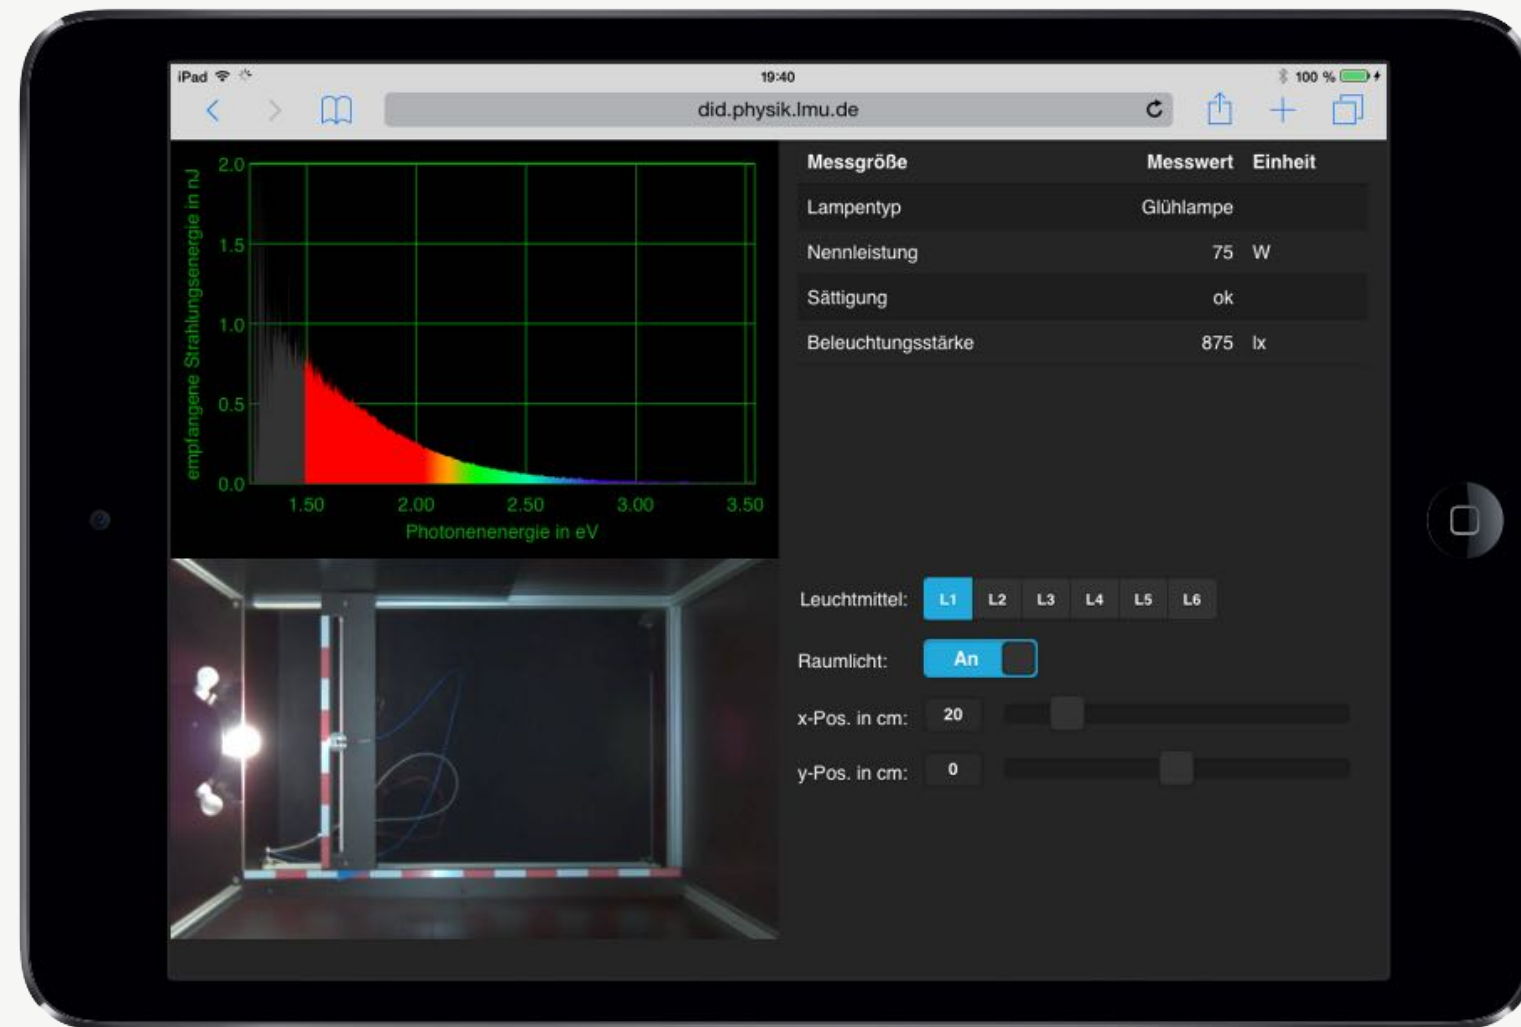 iPad 19:40 100 %
did.physik.lmu.de
empfangene Strahlungsenergie in nJ
2.0
1.5
1.0
0.5
0.0
1.50 2.00 2.50 3.00 3.50
Photonenenergie in eV
Messgröße Messwert Einheit
Lampentyp Glühlampe
Nennleistung 75 W
Sättigung ok
Beleuchtungsstärke 875 lx
Leuchtmittel: L1 L2 L3 L4 L5 L6
Raumlicht: An
x-Pos. in cm: 20
y-Pos. in cm: 0